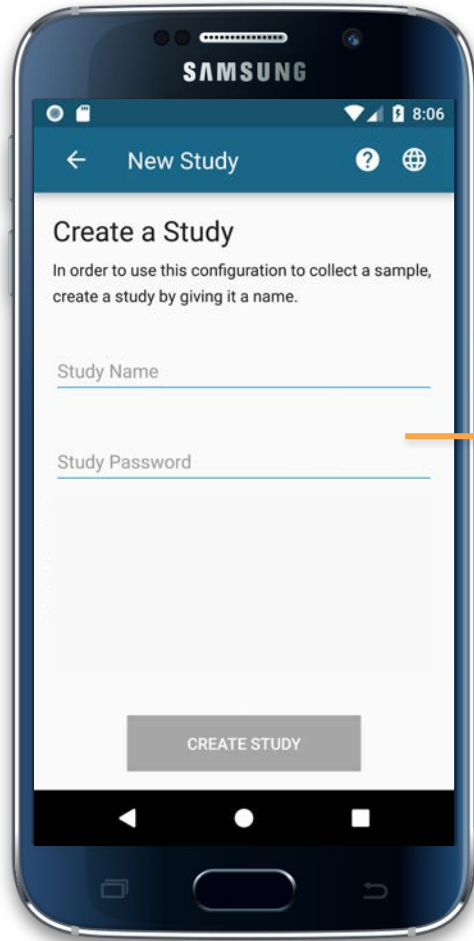 SAMSUNG
8:06
New Study
?
Create a Study
In order to use this configuration to collect a sample,
create a study by giving it a name.
Study Name
Study Password
CREATE STUDY